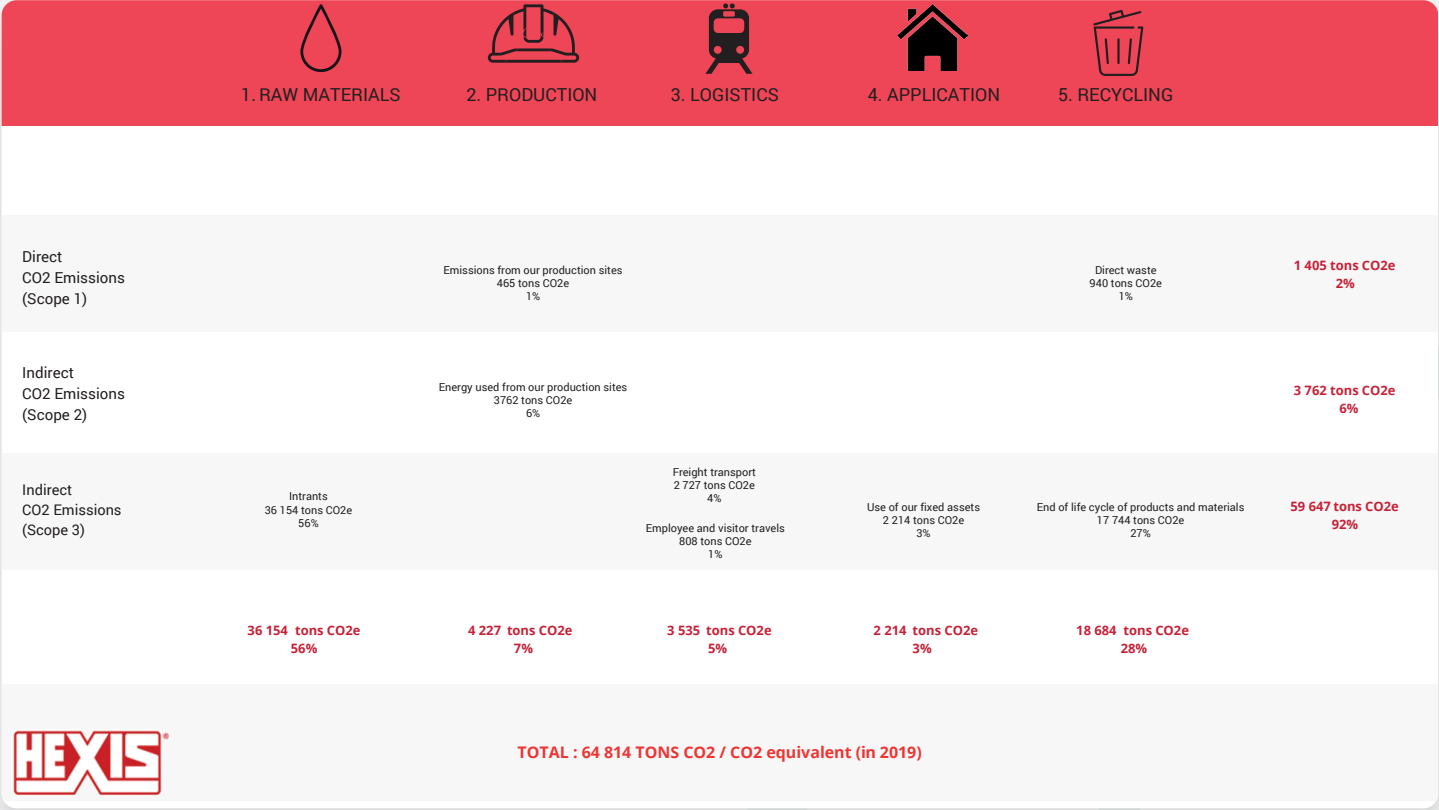 1. RAW MATERIALS
2. PRODUCTION
3. LOGISTICS
4. APPLICATION
5. RECYCLING
Direct
CO2 Emissions
(Scope 1)
Emissions from our production sites
465 tons CO2e
1%
Direct waste
940 tons CO2e
1%
1 405 tons CO2e
2%
Indirect
CO2 Emissions
(Scope 2)
Energy used from our production sites
3762 tons CO2e
6%
3 762 tons CO2e
6%
Indirect
CO2 Emissions
(Scope 3)
Intrants
36 154 tons CO2e
56%
Freight transport
2 727 tons CO2e
4%
Employee and visitor travels
808 tons CO2e
1%
Use of our fixed assets
2 214 tons CO2e
3%
End of life cycle of products and materials
17 744 tons CO2e
27%
59 647 tons CO2e
92%
36 154 tons CO2e
56%
4 227 tons CO2e
7%
3 535 tons CO2e
5%
2 214 tons CO2e
3%
18 684 tons CO2e
28%
HEXIS®
TOTAL : 64 814 TONS CO2 / CO2 equivalent (in 2019)